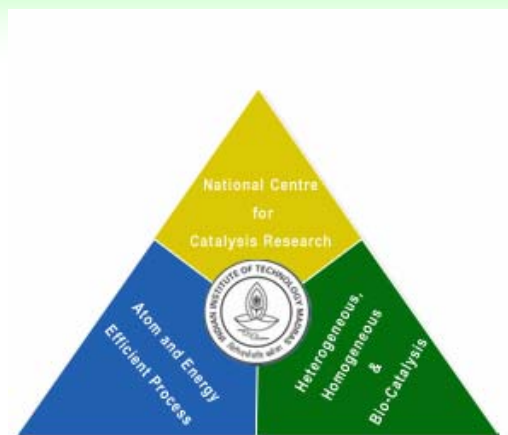 National Centre
for
Catalysis Research
INDIAN INSTITUTE OF TECHNOLOGY MADRAS
Atom and Energy
Efficient Process
Heterogeneous,
Homogeneous
&
Bio-Catalysis